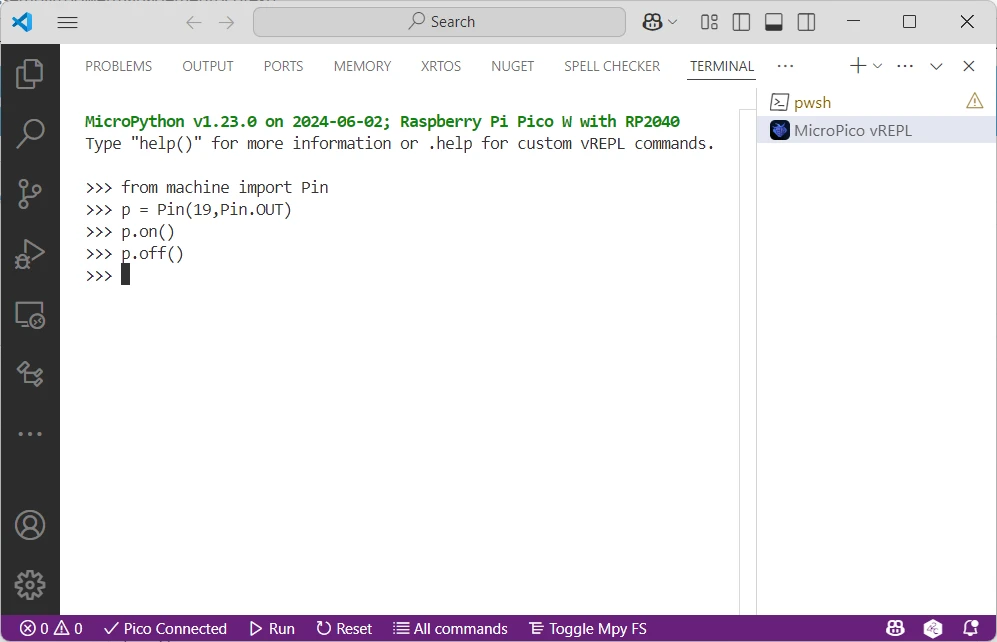 Search
PROBLEMS OUTPUT PORTS MEMORY XRTOS NUGET SPELL CHECKER TERMINAL
pwsh
MicroPico vREPL
MicroPython v1.23.0 on 2024-06-02; Raspberry Pi Pico W with RP2040
Type "help()" for more information or .help for custom vREPL commands.
>>> from machine import Pin
>>> p = Pin(19,Pin.OUT)
>>> p.on()
>>> p.off()
>>>
0 0 Pico Connected Run Reset All commands Toggle Mpy FS